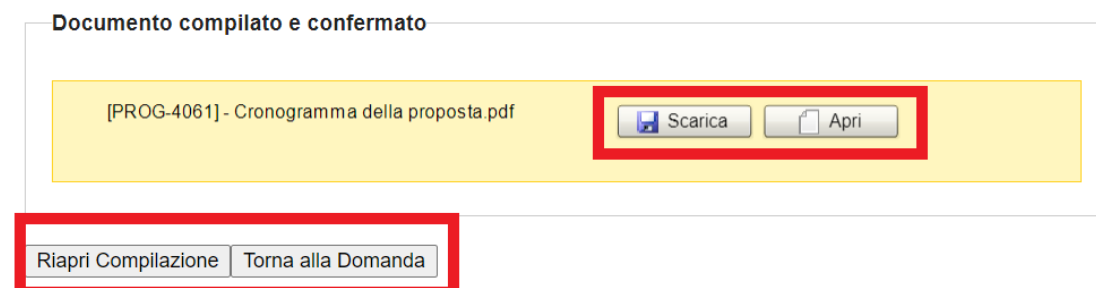 Documento compilato e confermato
[PROG-4061] - Cronogramma della proposta.pdf Scarica Apri
Riapri Compilazione Torna alla Domanda